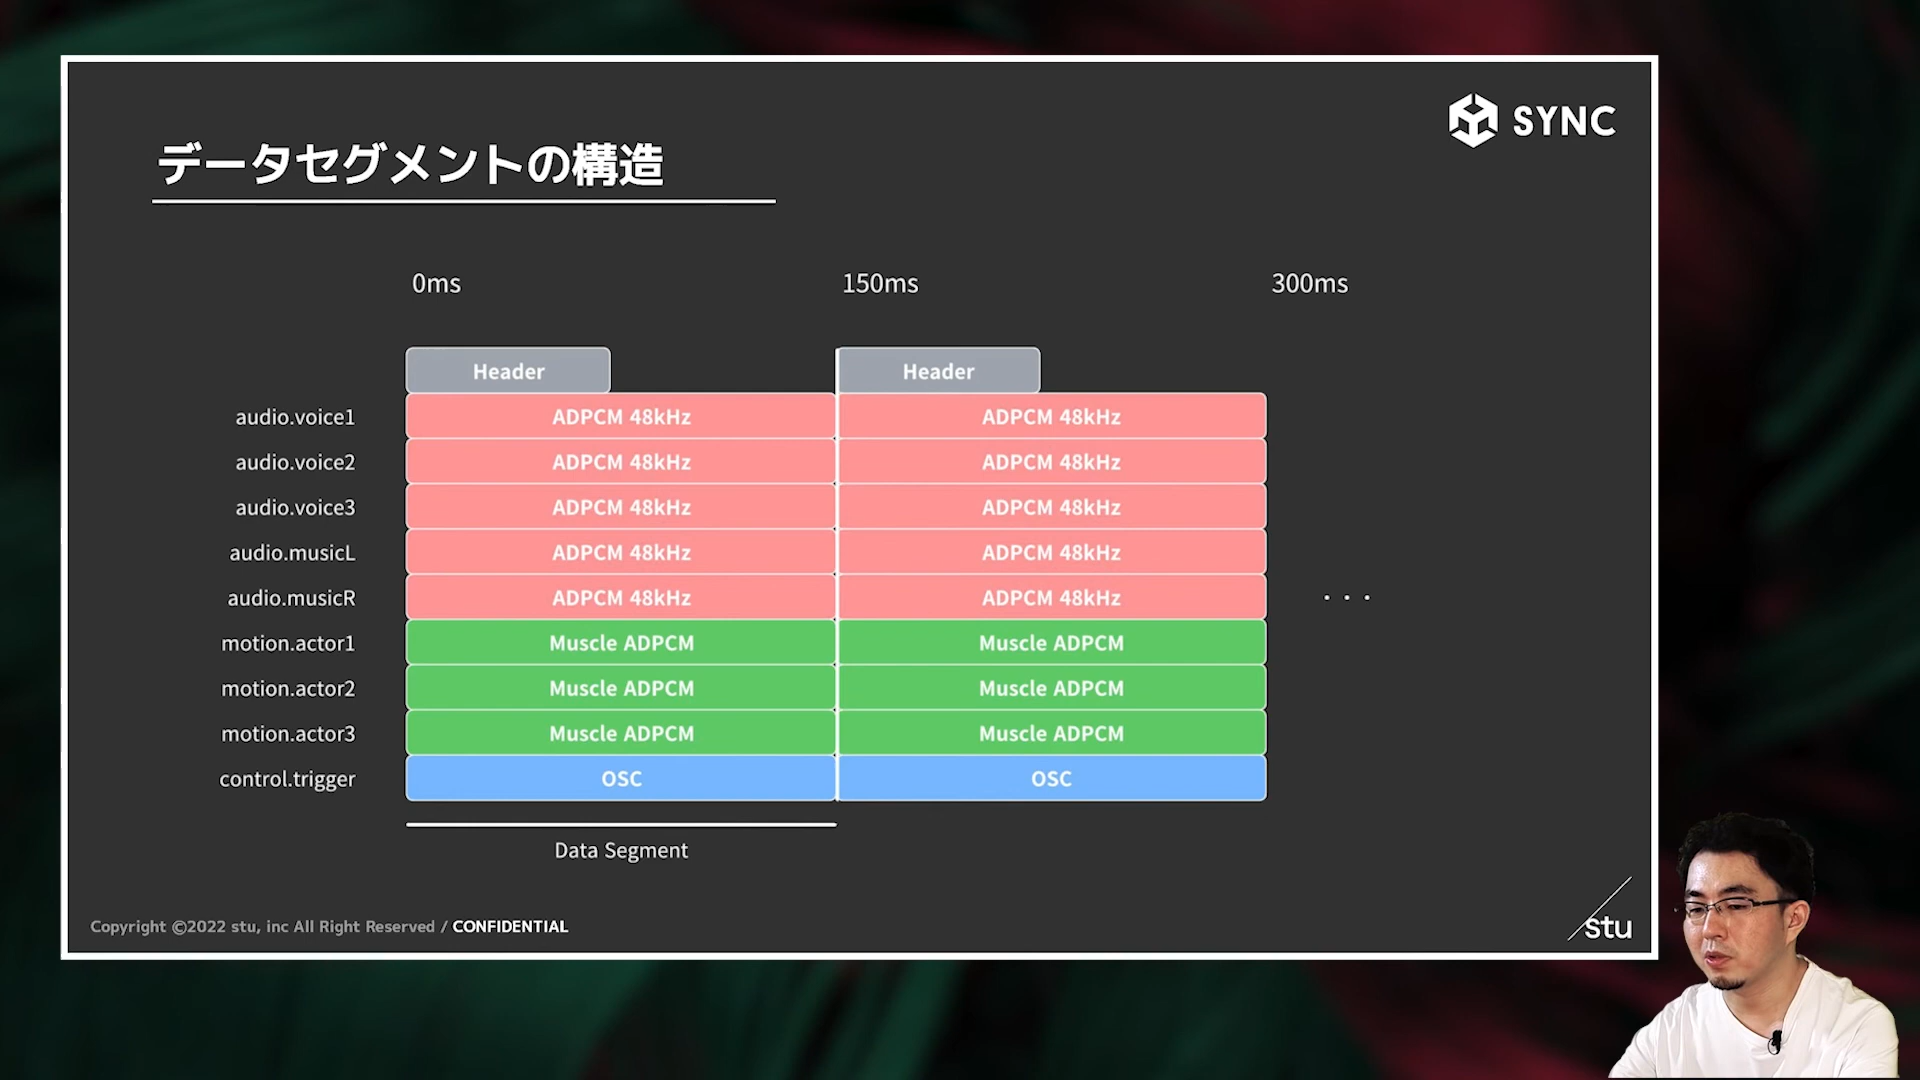 SYNC
データセグメントの構造
0ms 150ms 300ms
Header Header
audio.voice1 ADPCM 48kHz ADPCM 48kHz
audio.voice2 ADPCM 48kHz ADPCM 48kHz
audio.voice3 ADPCM 48kHz ADPCM 48kHz
audio.musicL ADPCM 48kHz ADPCM 48kHz
audio.musicR ADPCM 48kHz ADPCM 48kHz ...
motion.actor1 Muscle ADPCM Muscle ADPCM
motion.actor2 Muscle ADPCM Muscle ADPCM
motion.actor3 Muscle ADPCM Muscle ADPCM
control.trigger OSC OSC
Data Segment
Copyright ©2022 stu, inc All Right Reserved / CONFIDENTIAL
stu